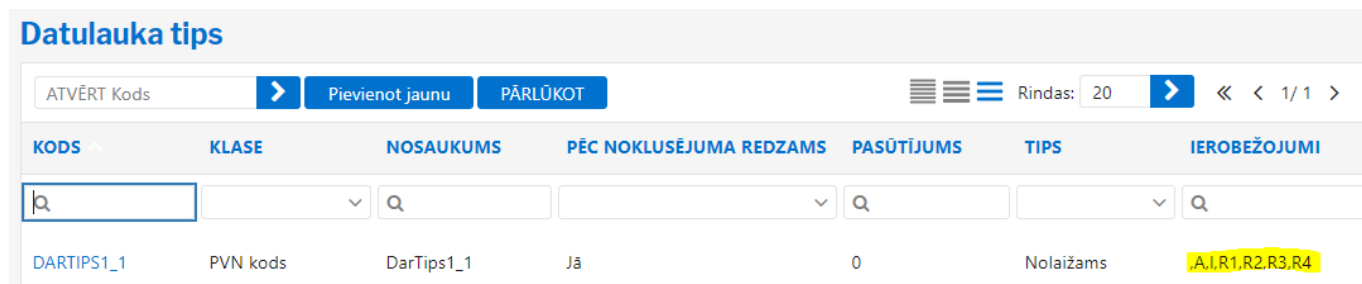 Datulauka tips
ATVĒRT Kods Pievienot jaunu PĀRLŪKOT Rindas: 20 1/ 1
KODS KLASE NOSAUKUMS PĒC NOKLUSĒJUMA REDZAMS PASŪTĪJUMS TIPS IEROBEŽOJUMI
DARTIPS1_1 PVN kods DarTips1_1 Jā 0 Nolaižams ,A,I,R1,R2,R3,R4